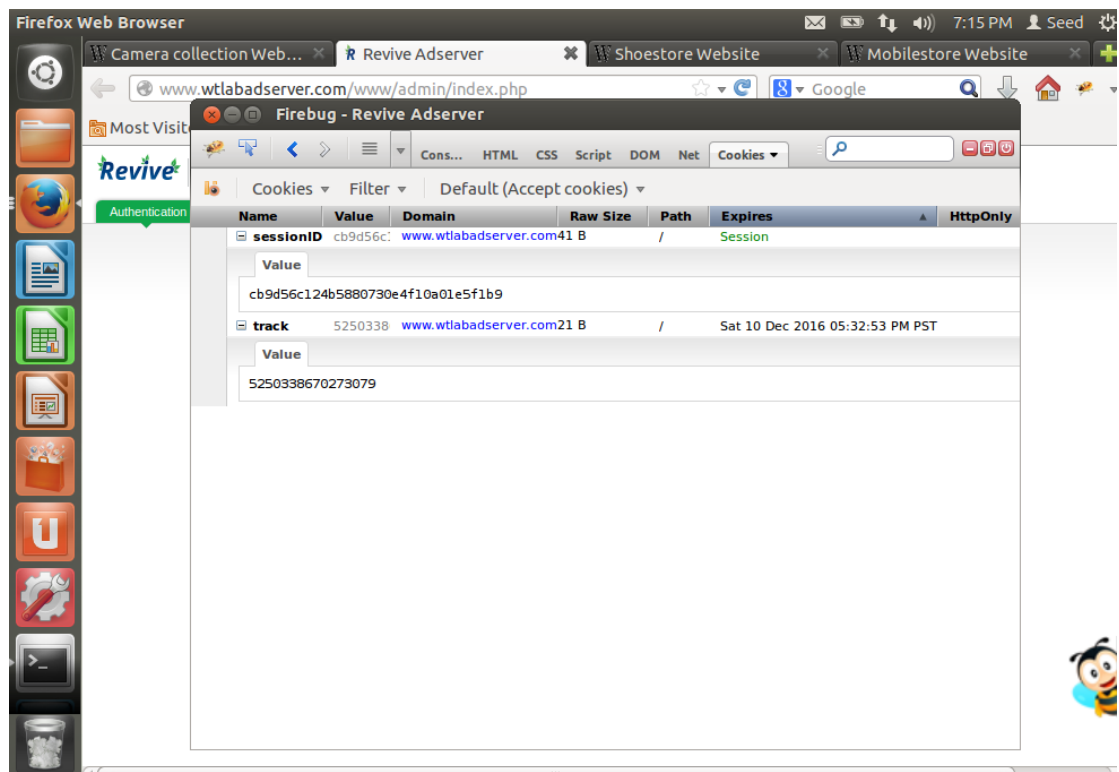 Firefox Web Browser 7:15 PM Seed
Camera collection Web... Revive Adserver Shoestore Website Mobilestore Website
www.wtlabadserver.com/www/admin/index.php Google
Most Visit
Firebug - Revive Adserver
Cons... HTML CSS Script DOM Net Cookies
Revive
Cookies Filter Default (Accept cookies)
Authentication
Name Value Domain Raw Size Path Expires HttpOnly
sessionID cb9d56c: www.wtlabadserver.com 41 B / Session
Value
cb9d56c124b5880730e4f10a01e5f1b9
track 5250338 www.wtlabadserver.com 21 B / Sat 10 Dec 2016 05:32:53 PM PST
Value
5250338670273079